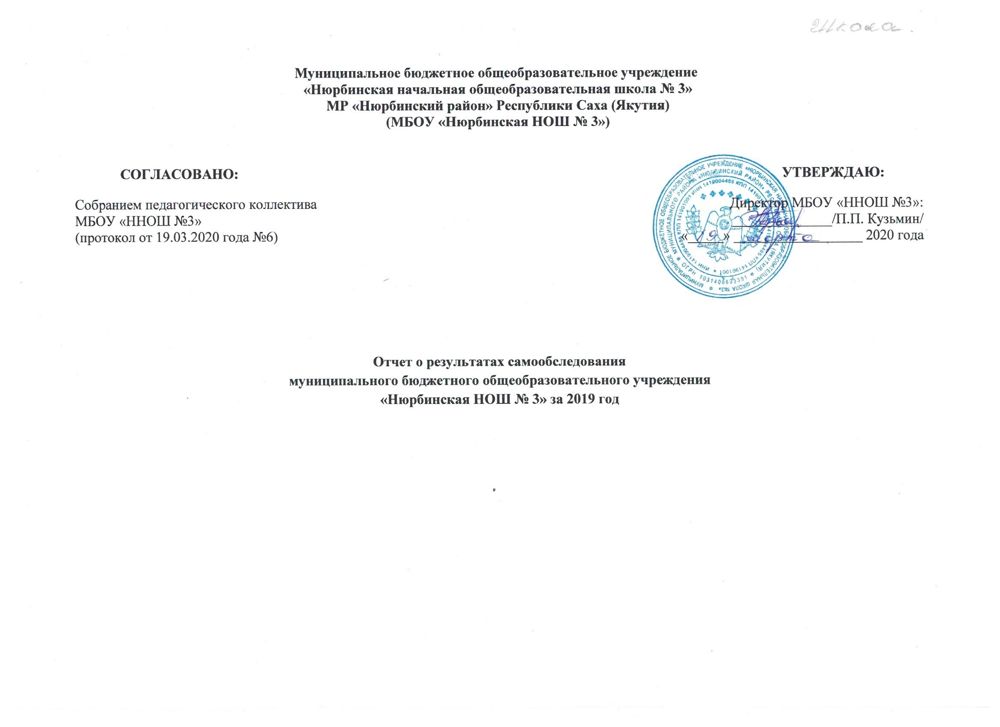 школа.
Муниципальное бюджетное общеобразовательное учреждение
«Нюрбинская начальная общеобразовательная школа № 3»
МР «Нюрбинский район» Республики Саха (Якутия)
(МБОУ «Нюрбинская НОШ № 3»)
СОГЛАСОВАНО:
Собранием педагогического коллектива
МБОУ «ННОШ №3»
(протокол от 19.03.2020 года №6)
УТВЕРЖДАЮ:
Директор МБОУ «ННОШ №3»:
/П.П. Кузьмин/
«19» марта 2020 года
МУНИЦИПАЛЬНОЕ БЮДЖЕТНОЕ ОБЩЕОБРАЗОВАТЕЛЬНОЕ УЧРЕЖДЕНИЕ «НЮРБИНСКАЯ НАЧАЛЬНАЯ ОБЩЕОБРАЗОВАТЕЛЬНАЯ ШКОЛА №3»
МУНИЦИПАЛЬНОГО РАЙОНА «НЮРБИНСКИЙ РАЙОН» РЕСПУБЛИКИ САХА (ЯКУТИЯ) * ОГРН 1031400893391
ИНН 1419004485 КПП 141901001
Отчет о результатах самообследования
муниципального бюджетного общеобразовательного учреждения
«Нюрбинская НОШ № 3» за 2019 год